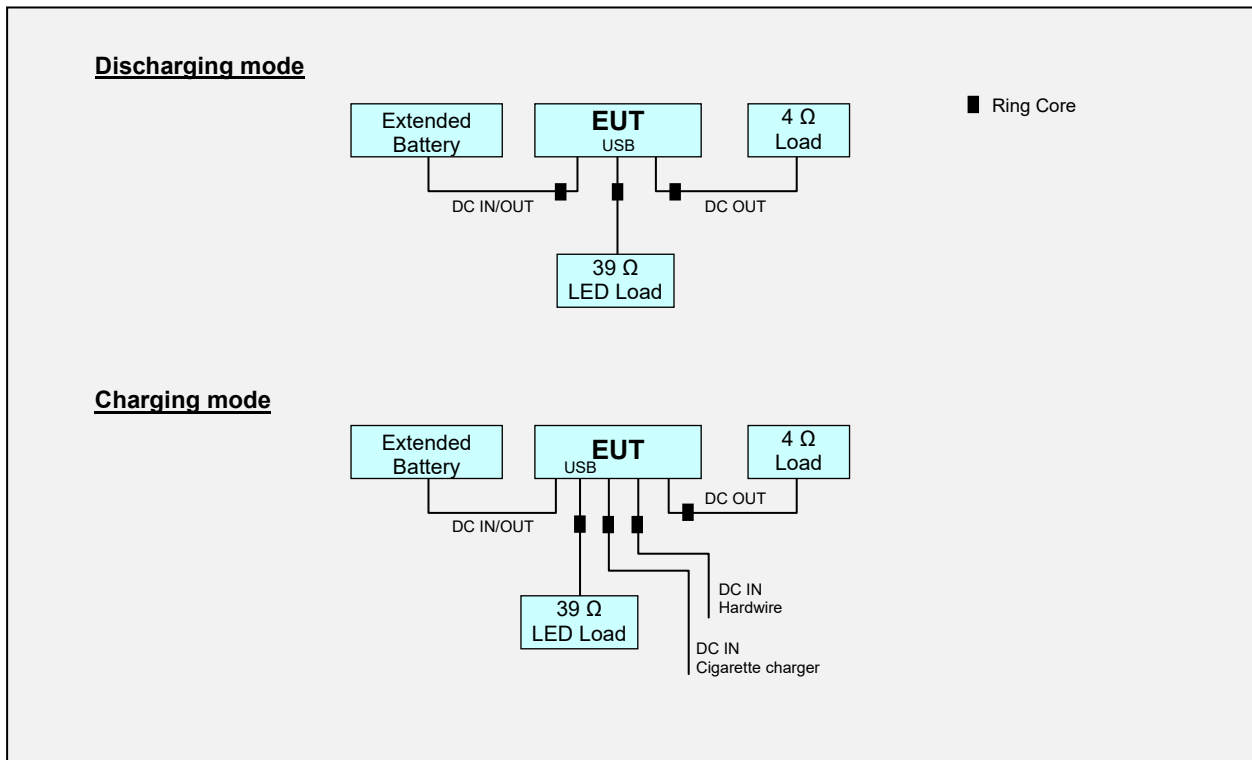 Discharging mode
Extended
Battery
EUT
USB
4 Ω
Load
Ring Core
DC IN/OUT
DC OUT
39 Ω
LED Load
Charging mode
Extended
Battery
EUT
USB
4 Ω
Load
DC OUT
DC IN/OUT
DC IN
Hardwire
39 Ω
LED Load
DC IN
Cigarette charger